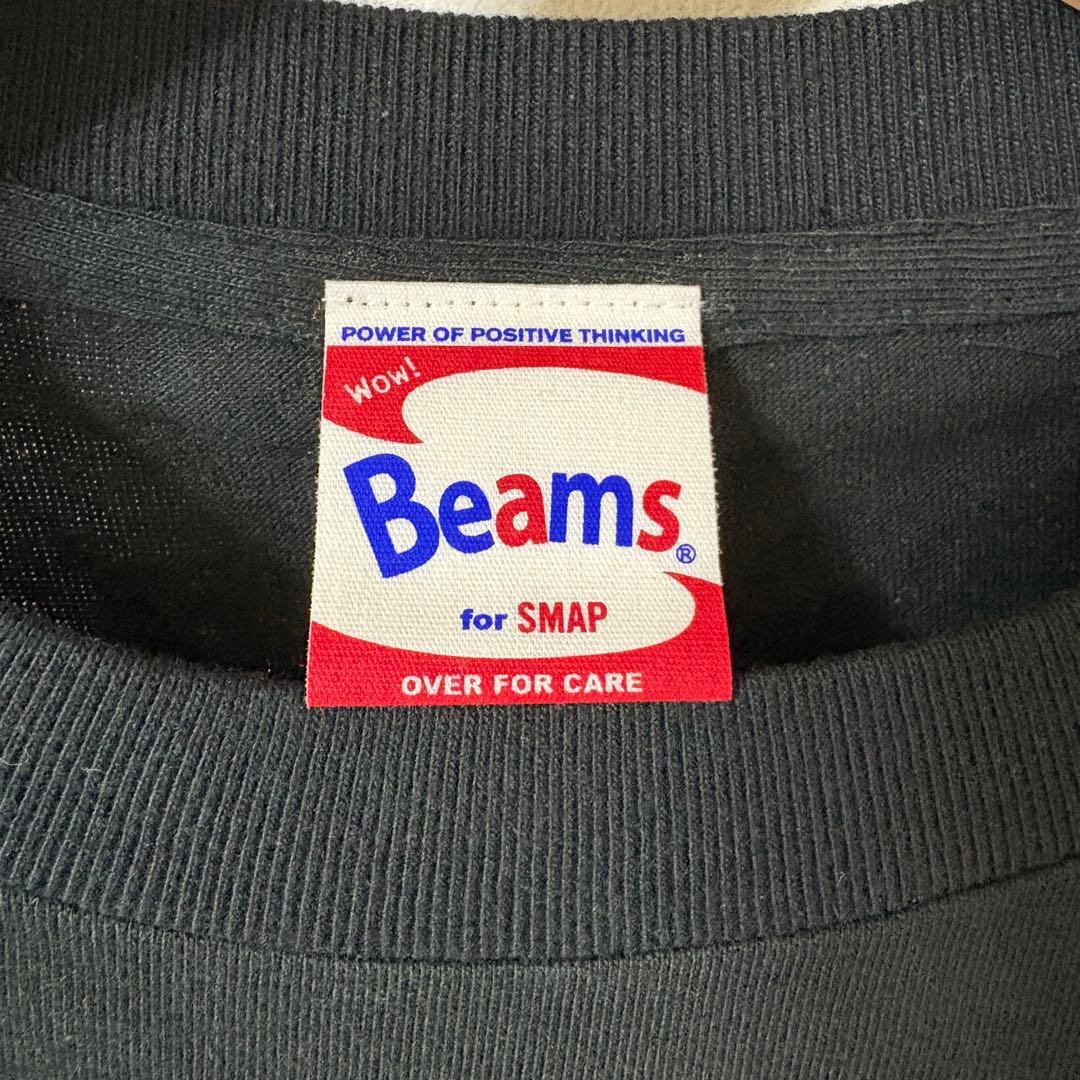 POWER OF POSITIVE THINKING
Wow!
Beams®
for SMAP
OVER FOR CARE